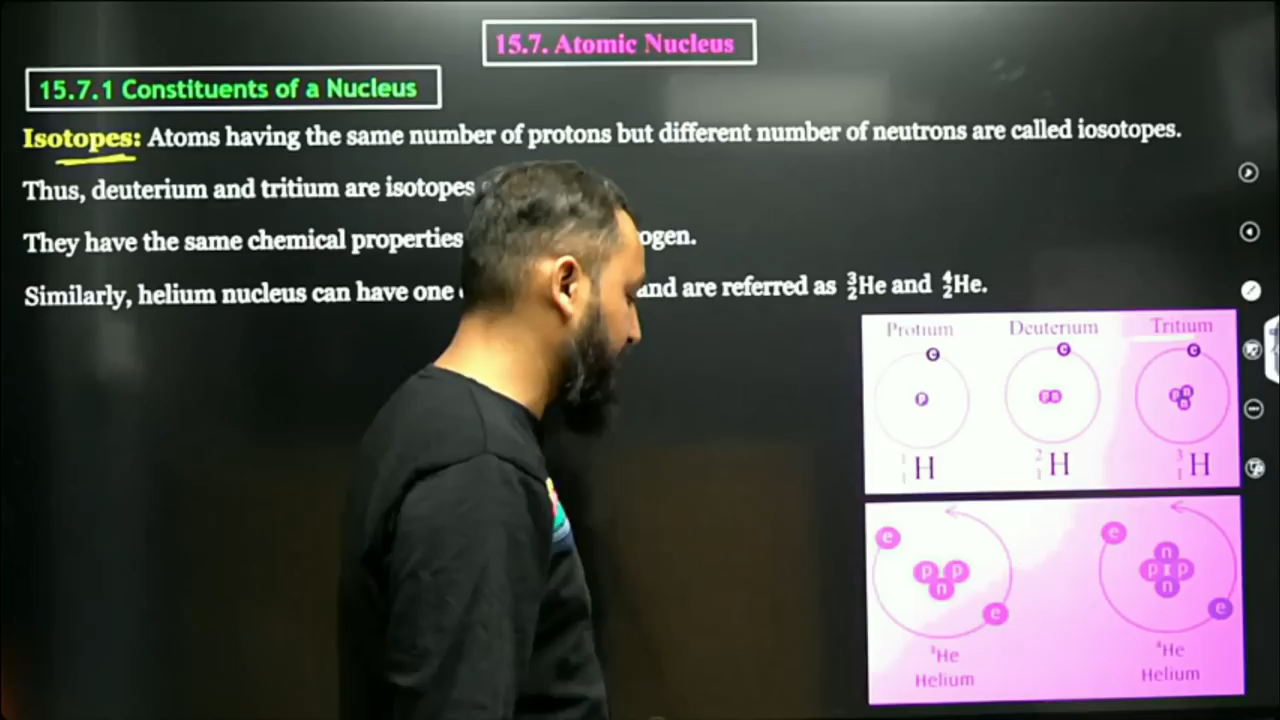 15.7. Atomic Nucleus
15.7.1 Constituents of a Nucleus
Isotopes: Atoms having the same number of protons but different number of neutrons are called iosotopes.
Thus, deuterium and tritium are isotopes
They have the same chemical properties ogen.
Similarly, helium nucleus can have one and are referred as ³₂He and ⁴₂He.
Protium Deuterium Tritium
e e e
p p n p n n
¹₁H ²₁H ³₁H
e e
n
p p p p
n n
e e
³He ⁴He
Helium Helium